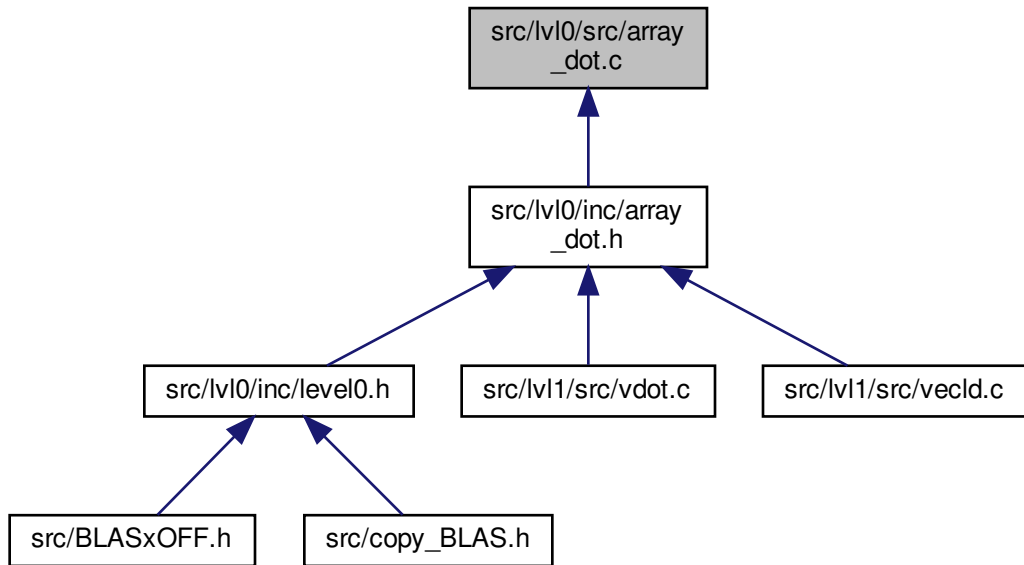 src/lvl0/src/array
_dot.c
src/lvl0/inc/array
_dot.h
src/lvl0/inc/level0.h
src/lvl1/src/vdot.c
src/lvl1/src/vecld.c
src/BLASxOFF.h
src/copy_BLAS.h